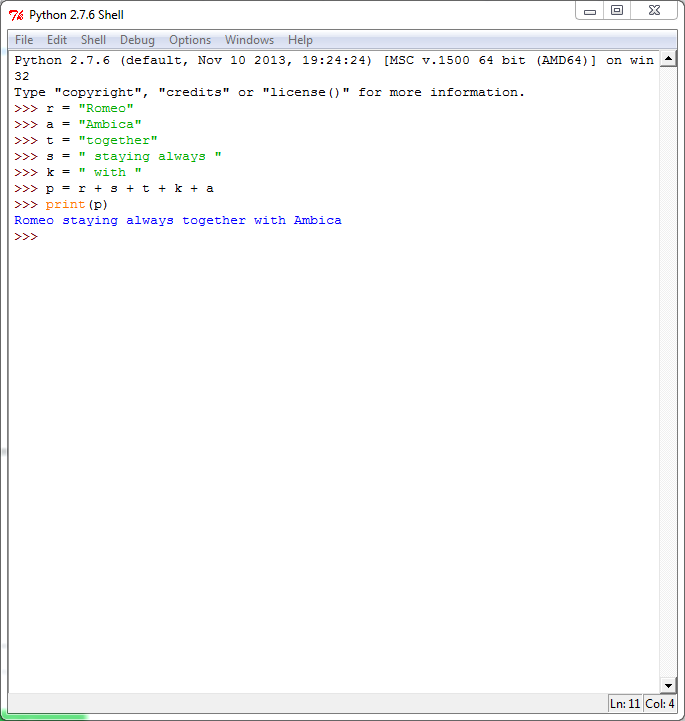 Python 2.7.6 Shell
File Edit Shell Debug Options Windows Help
Python 2.7.6 (default, Nov 10 2013, 19:24:24) [MSC v.1500 64 bit (AMD64)] on win
32
Type "copyright", "credits" or "license()" for more information.
>>> r = "Romeo"
>>> a = "Ambica"
>>> t = "together"
>>> s = " staying always "
>>> k = " with "
>>> p = r + s + t + k + a
>>> print(p)
Romeo staying always together with Ambica
>>>
Ln: 11 Col: 4